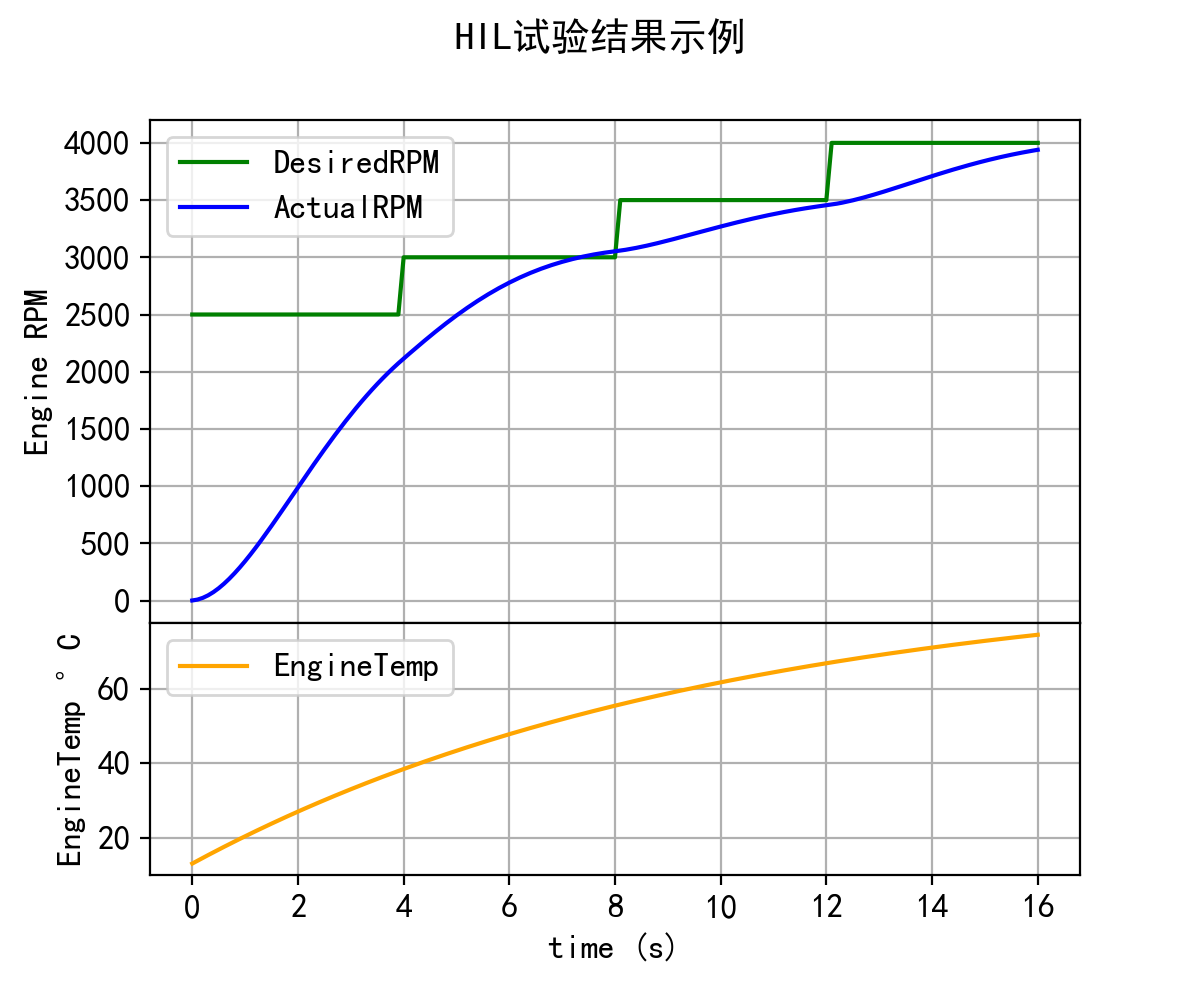 HIL试验结果示例
DesiredRPM
ActualRPM
Engine RPM
4000
3500
3000
2500
2000
1500
1000
500
0
EngineTemp
EngineTemp ° C
60
40
20
0 2 4 6 8 10 12 14 16
time (s)